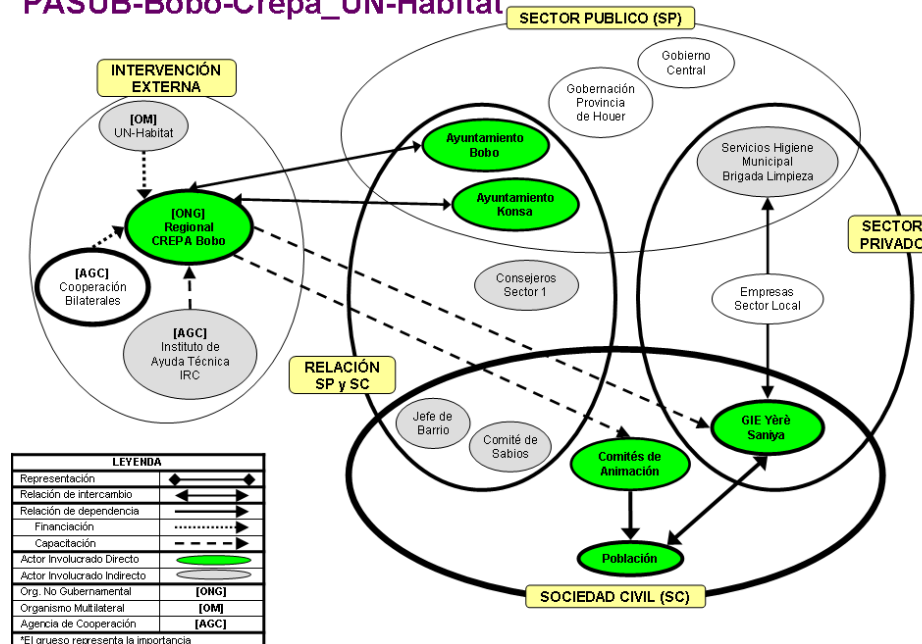 PASUB-Bobo-Crepa_UN-Habitat
SECTOR PUBLICO (SP)
Gobierno
Central
Gobernación
Provincia
de Houer
INTERVENCIÓN
EXTERNA
[OM]
UN-Habitat
Ayuntamiento
Bobo
Servicios Higiene
Municipal
Brigada Limpieza
Ayuntamiento
Konsa
[ONG]
Regional
CREPA Bobo
SECTOR
PRIVADO
[AGC]
Cooperación
Bilaterales
Consejeros
Sector 1
Empresas
Sector Local
[AGC]
Instituto de
Ayuda Técnica
IRC
RELACIÓN
SP y SC
Jefe de
Barrio
Comité de
Sabios
GIE Yèrè
Saniya
Comités de
Animación
Población
SOCIEDAD CIVIL (SC)
LEYENDA
Representación
Relación de intercambio
Relación de dependencia
Financiación
Capacitación
Actor Involucrado Directo
Actor Involucrado Indirecto
Org. No Gubernamental [ONG]
Organismo Multilateral [OM]
Agencia de Cooperación [AGC]
*El grueso representa la importancia